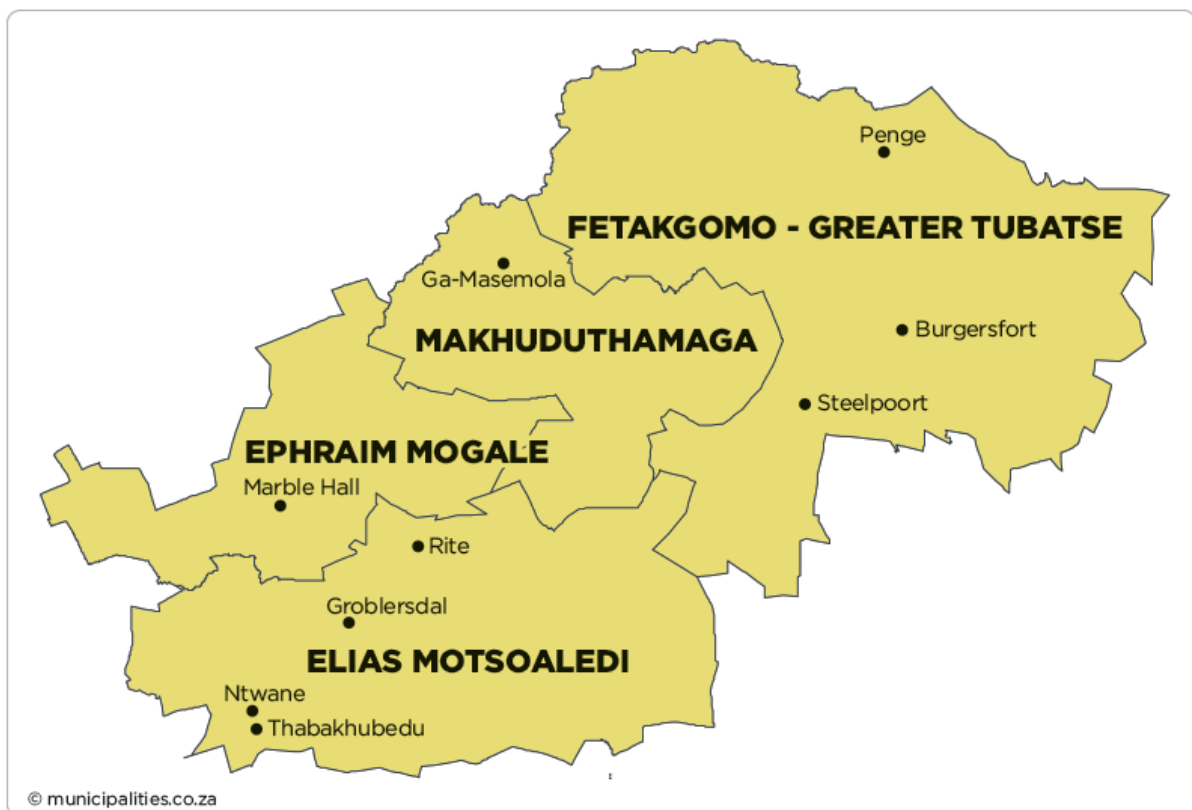 Penge
FETAKGOMO - GREATER TUBATSE
Ga-Masemola
Burgersfort
MAKHUDUTHAMAGA
Steelpoort
EPHRAIM MOGALE
Marble Hall
Rite
Groblersdal
ELIAS MOTSOALEDI
Ntwane
Thabakhubedu
© municipalities.co.za